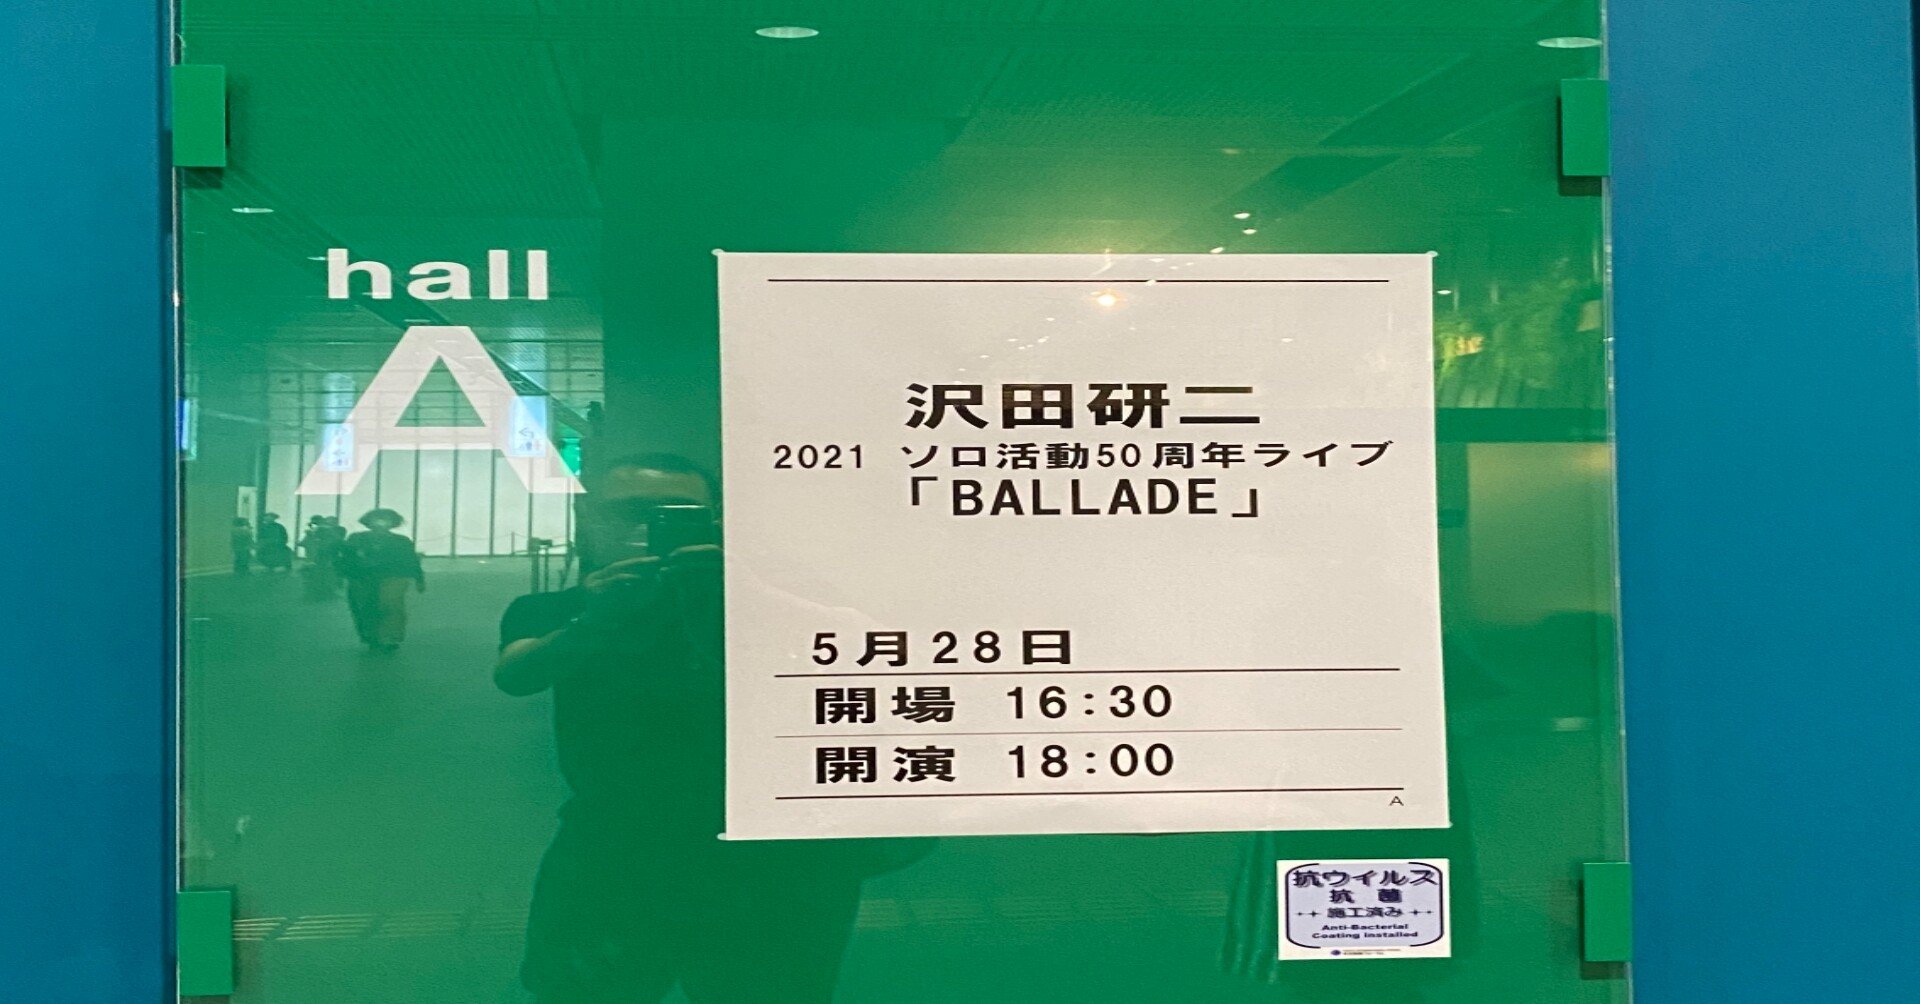 hall
A
沢田研二
2021 ソロ活動50周年ライブ
「BALLADE」
5月28日
開場 16:30
開演 18:00
A
抗ウイルス
抗菌
++ 施工済み ++
Anti-Bacterial
Coating Installed